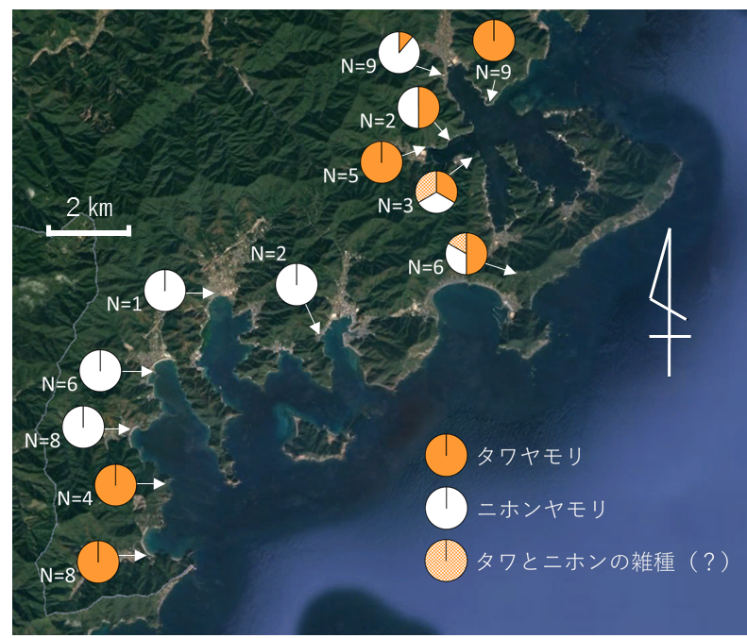 N=9
N=9
N=2
N=5
N=3
2 km
N=2
N=6
N=1
N=6
N=8
N=4
N=8
タワヤモリ
ニホンヤモリ
タワとニホンの雑種（？）